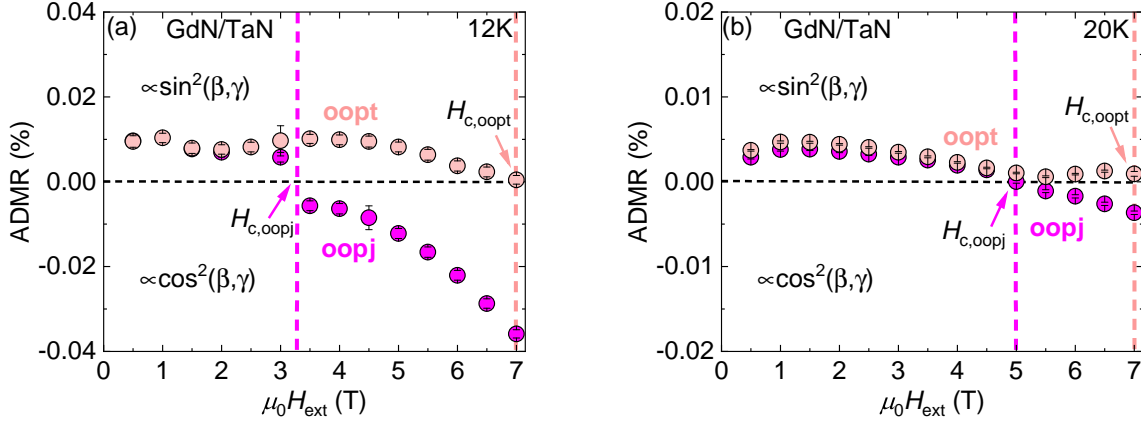 (a) GdN/TaN 12K
∝sin²(β,γ)
oopt
H_c,oopt
H_c,oopj
oopj
∝cos²(β,γ)
ADMR (%)
0.04
0.02
0.00
-0.02
-0.04
0 1 2 3 4 5 6 7
μ₀H_ext (T)
(b) GdN/TaN 20K
∝sin²(β,γ)
oopt
H_c,oopt
H_c,oopj
oopj
∝cos²(β,γ)
ADMR (%)
0.02
0.01
0.00
-0.01
-0.02
0 1 2 3 4 5 6 7
μ₀H_ext (T)